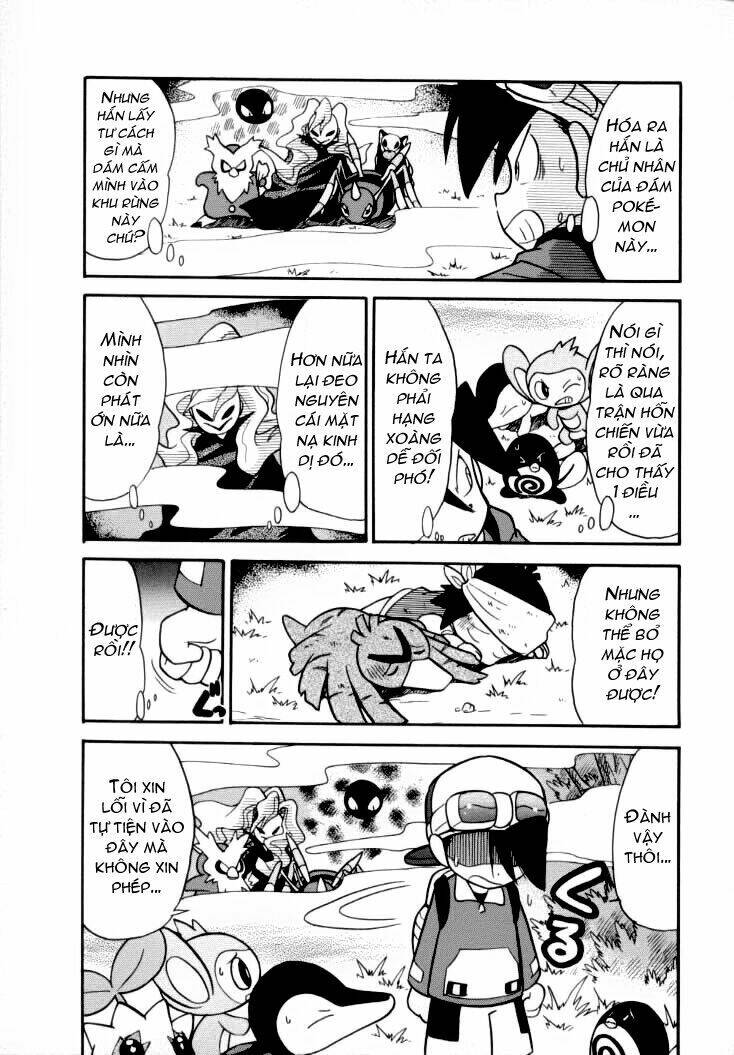 HÓA RA
HẮN LÀ
CHỦ NHÂN
CỦA ĐÁM
POKÉ-
MON
NÀY...
NHƯNG
HẮN LẤY
TƯ CÁCH
GÌ MÀ
DÁM CẤM
MÌNH VÀO
KHU RỪNG
NÀY
CHỨ?
NÓI GÌ
THÌ NÓI,
RÕ RÀNG
LÀ QUA
TRẬN HỖN
CHIẾN VỪA
RỒI ĐÃ
CHO THẤY
1 ĐIỀU
...
HẮN TA
KHÔNG
PHẢI
HẠNG
XOÀNG
DỄ ĐỐI
PHÓ!
HƠN NỮA
LẠI ĐEO
NGUYÊN
CÁI MẶT
NẠ KINH
DỊ ĐÓ...
MÌNH
NHÌN
CÒN
PHÁT
ỚN NỮA
LÀ...
NHƯNG
KHÔNG
THỂ BỎ
MẶC HỌ
Ở ĐÂY
ĐƯỢC!
ĐƯỢC
RỒI!!
ぐっ
ĐÀNH
VẬY
THÔI...
くる
TÔI XIN
LỖI VÌ ĐÃ
TỰ TIỆN VÀO
ĐÂY MÀ
KHÔNG XIN
PHÉP...